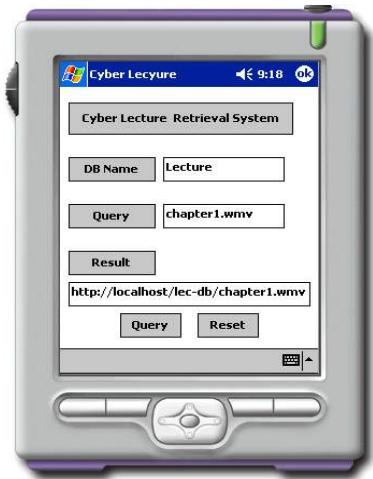 Cyber Lecyure 9:18 ok
Cyber Lecture Retrieval System
DB Name Lecture
Query chapter1.wmv
Result
http://localhost/lec-db/chapter1.wmv
Query Reset